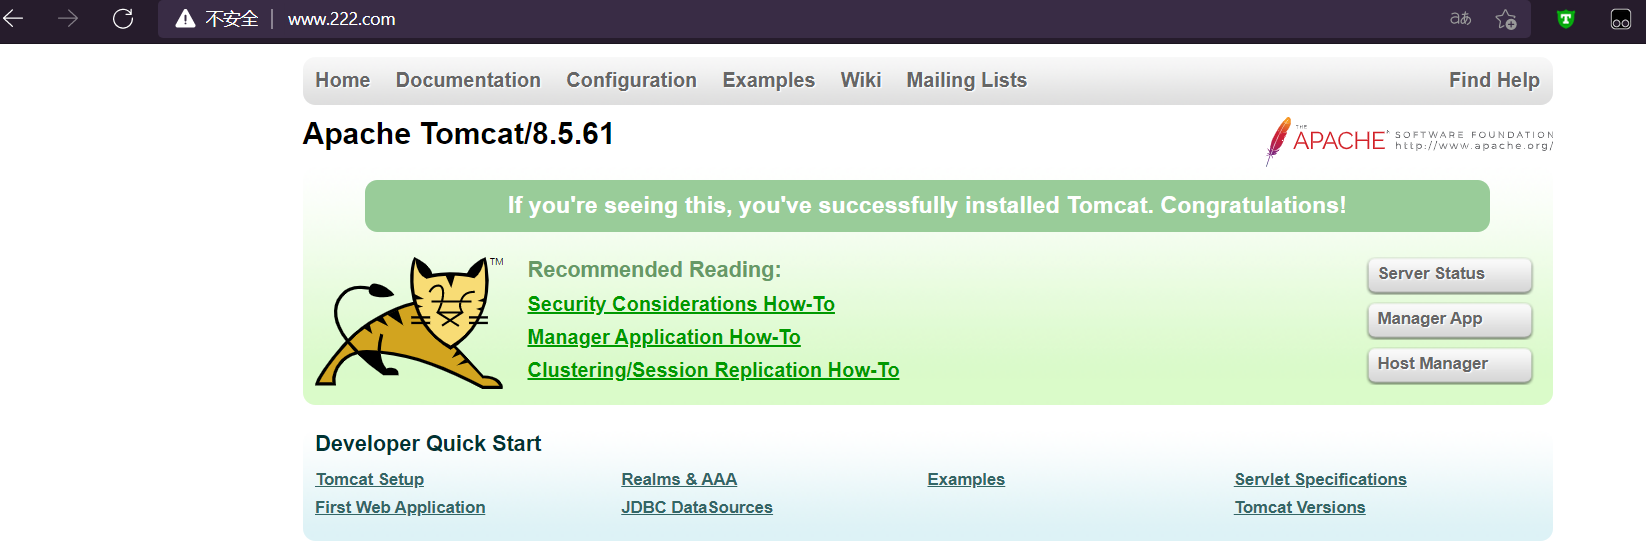 不安全 www.222.com aあ
Home Documentation Configuration Examples Wiki Mailing Lists Find Help
Apache Tomcat/8.5.61
THE APACHE SOFTWARE FOUNDATION
http://www.apache.org/
If you're seeing this, you've successfully installed Tomcat. Congratulations!
TM
Recommended Reading:
Security Considerations How-To
Manager Application How-To
Clustering/Session Replication How-To
Server Status
Manager App
Host Manager
Developer Quick Start
Tomcat Setup Realms & AAA Examples Servlet Specifications
First Web Application JDBC DataSources Tomcat Versions